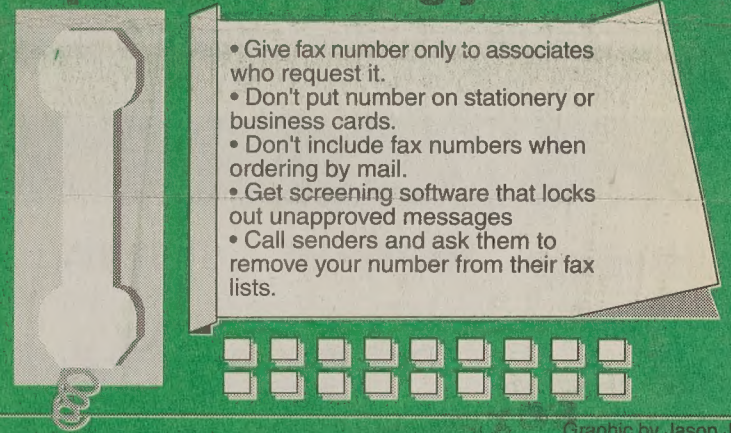 • Give fax number only to associates
who request it.
• Don't put number on stationery or
business cards.
• Don't include fax numbers when
ordering by mail.
• Get screening software that locks
out unapproved messages
• Call senders and ask them to
remove your number from their fax
lists.
Graphic by Jason